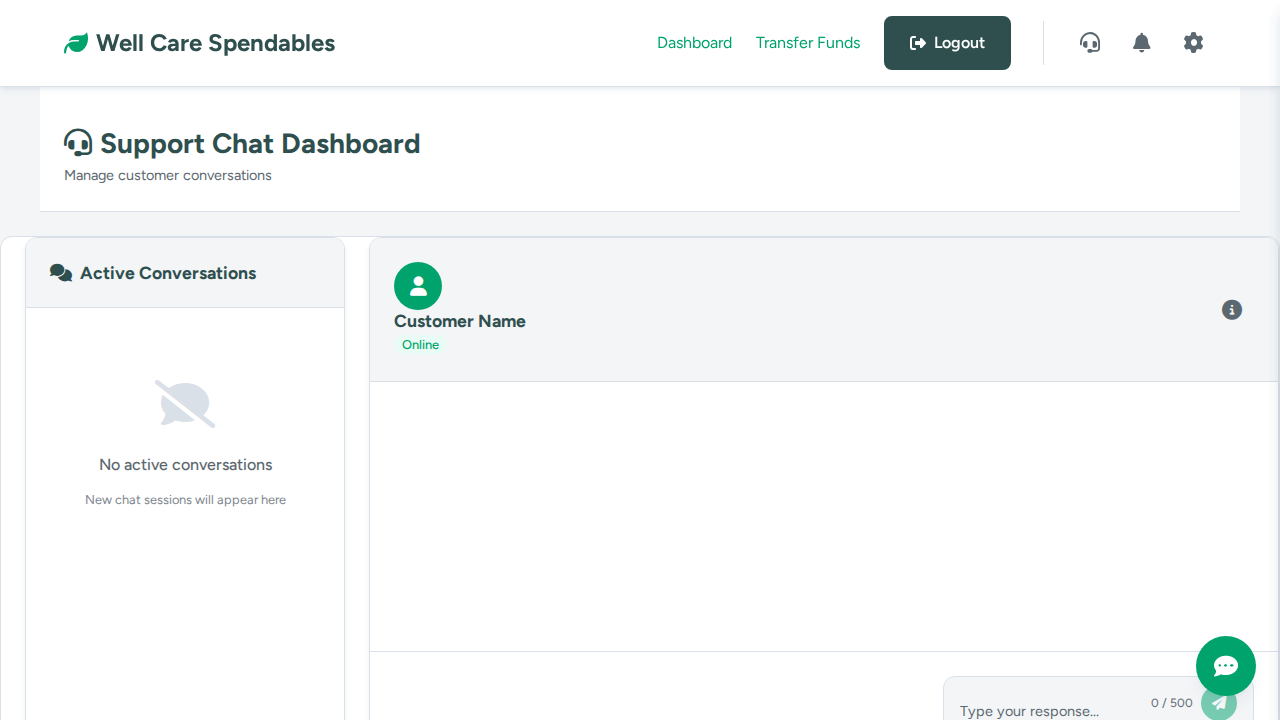 Well Care Spendables
Dashboard
Transfer Funds
Logout
Support Chat Dashboard
Manage customer conversations
Active Conversations
No active conversations
New chat sessions will appear here
Customer Name
Online
Type your response...
0 / 500